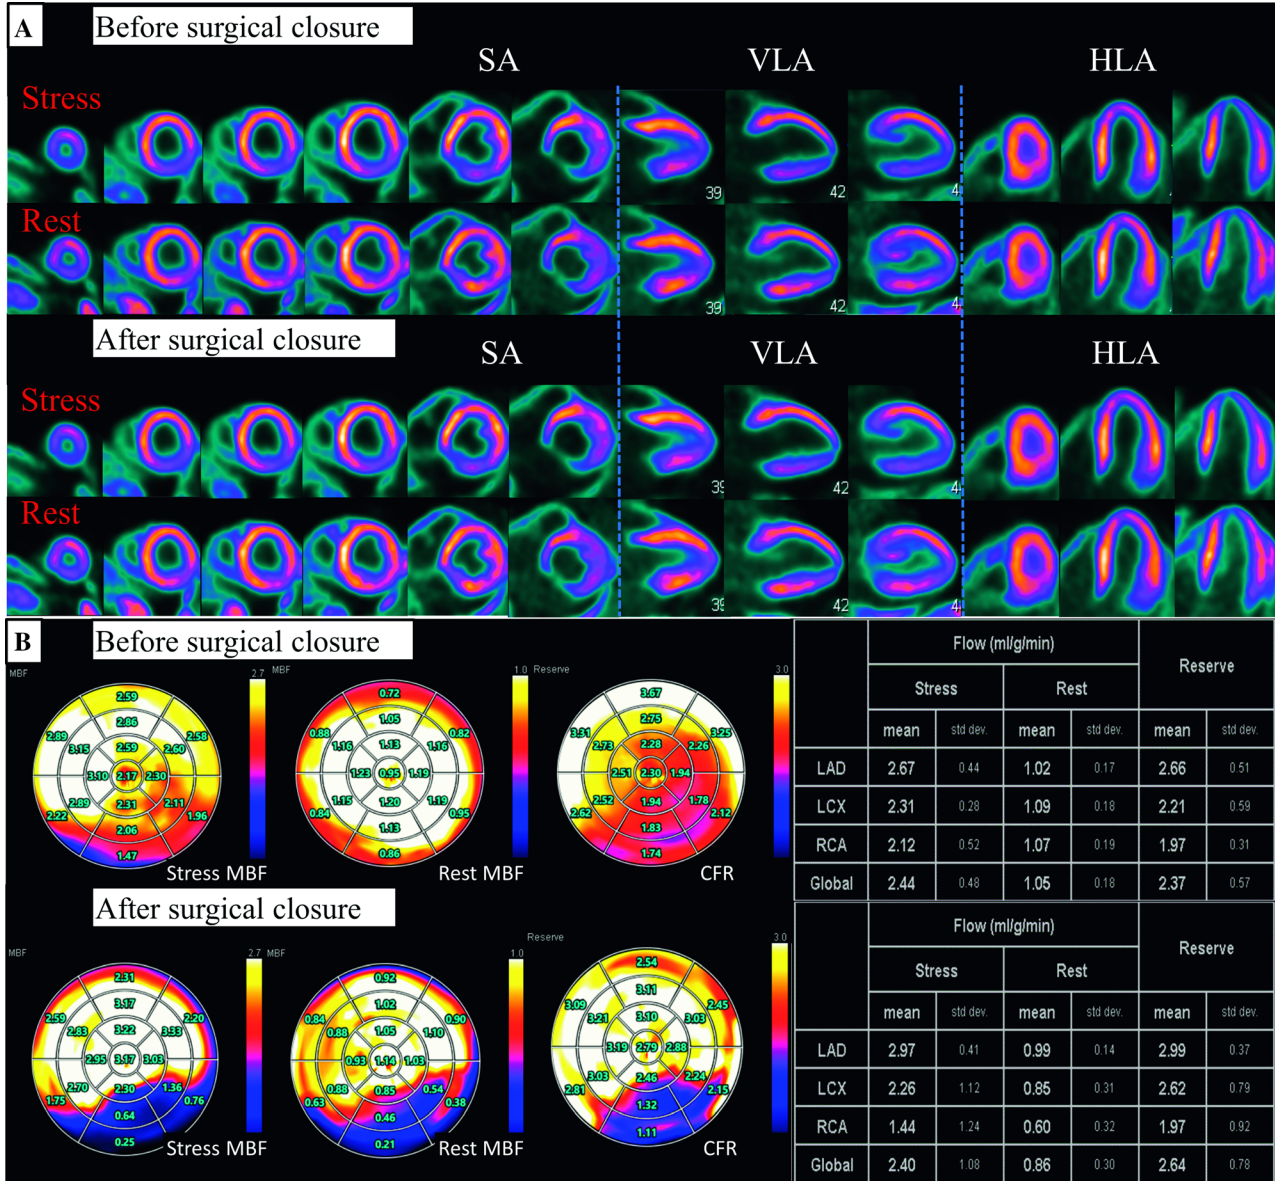 A Before surgical closure
SA VLA HLA
Stress
39 42 4
Rest
39 42 4
After surgical closure
SA VLA HLA
Stress
39 42 4
Rest
39 42 4
B Before surgical closure
MBF 2.7 MBF 1.0 Reserve 3.0
2.59
2.86
2.89 2.58
3.15 2.59 2.60
3.10 2.17 2.30
2.89 2.31 2.11
2.22 1.96
2.06
1.47
Stress MBF
0.72
1.05
0.88 0.82
1.16 1.13 1.16
1.23 0.95 1.19
1.15 1.20 1.19
0.84 0.95
1.13
0.86
Rest MBF
3.67
2.75
3.31 3.25
2.73 2.28 2.26
2.51 2.30 1.94
2.52 1.94 1.78
2.62 2.12
1.83
1.74
CFR
Flow (ml/g/min) Reserve
Stress Rest
mean std dev. mean std dev. mean std dev.
LAD 2.67 0.44 1.02 0.17 2.66 0.51
LCX 2.31 0.28 1.09 0.18 2.21 0.59
RCA 2.12 0.52 1.07 0.19 1.97 0.31
Global 2.44 0.48 1.05 0.18 2.37 0.57
After surgical closure
MBF 2.7 MBF 1.0 Reserve 3.0
2.31
3.17
2.59 2.20
2.83 3.22 3.33
2.95 3.17 3.03
2.70 2.30 1.36
1.75 0.76
0.64
0.25
Stress MBF
0.92
1.02
0.84 0.90
0.88 1.05 1.10
0.93 1.14 1.03
0.88 0.85 0.54
0.63 0.38
0.46
0.21
Rest MBF
2.54
3.11
3.09 2.45
3.21 3.10 3.03
3.19 2.79 2.88
3.03 2.46 2.24
2.81 2.15
1.32
1.11
CFR
Flow (ml/g/min) Reserve
Stress Rest
mean std dev. mean std dev. mean std dev.
LAD 2.97 0.41 0.99 0.14 2.99 0.37
LCX 2.26 1.12 0.85 0.31 2.62 0.79
RCA 1.44 1.24 0.60 0.32 1.97 0.92
Global 2.40 1.08 0.86 0.30 2.64 0.78